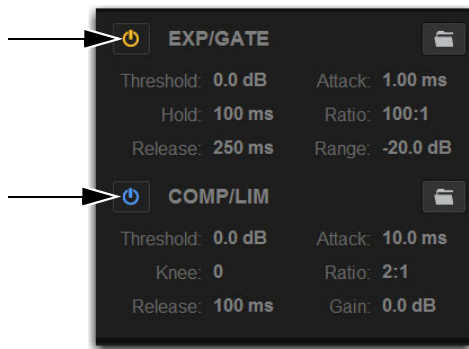 EXP/GATE
Threshold: 0.0 dB Attack: 1.00 ms
Hold: 100 ms Ratio: 100:1
Release: 250 ms Range: -20.0 dB
COMP/LIM
Threshold: 0.0 dB Attack: 10.0 ms
Knee: 0 Ratio: 2:1
Release: 100 ms Gain: 0.0 dB